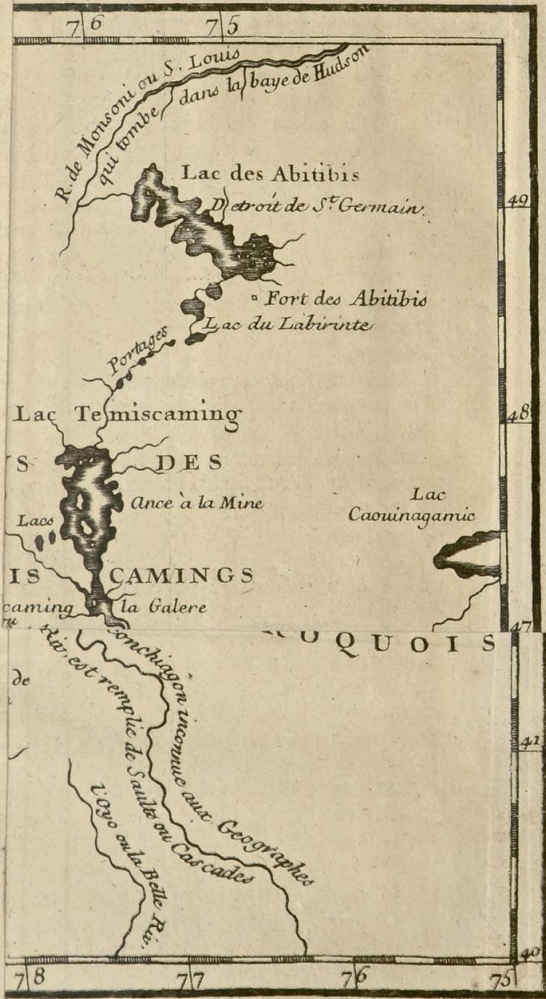 76 75
R. de Monsoni ou S. Louis
qui tombe dans la baye de Hudson
Lac des Abitibis
Detroit de St. Germain.
49
Fort des Abitibis
Lac du Labirinte
Portages
Lac Temiscaming
48
S DES
Ance à la Mine
Lac
Caouinagamic
Lacs
IS CAMINGS
caming la Galere
47
OQUOIS
Conchiagon inconnue aux Geographes
Riv. est remplie de Saults ou Cascades
de
41
l'Oyo ou la Belle Ri.
40
78 77 76 75